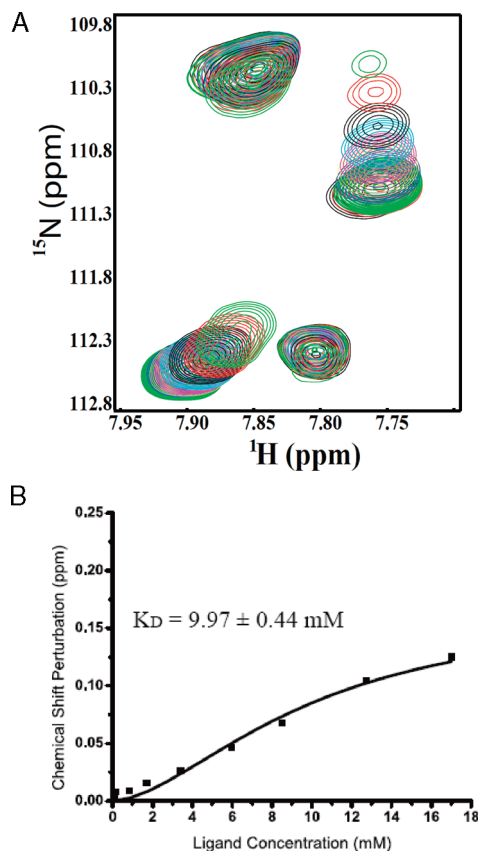 A
109.8
110.3
110.8
111.3
111.8
112.3
112.8
¹⁵N (ppm)
7.95 7.90 7.85 7.80 7.75
¹H (ppm)
B
0.25
0.20
0.15
0.10
0.05
0.00
Chemical Shift Perturbation (ppm)
KD = 9.97 ± 0.44 mM
0 2 4 6 8 10 12 14 16 18
Ligand Concentration (mM)